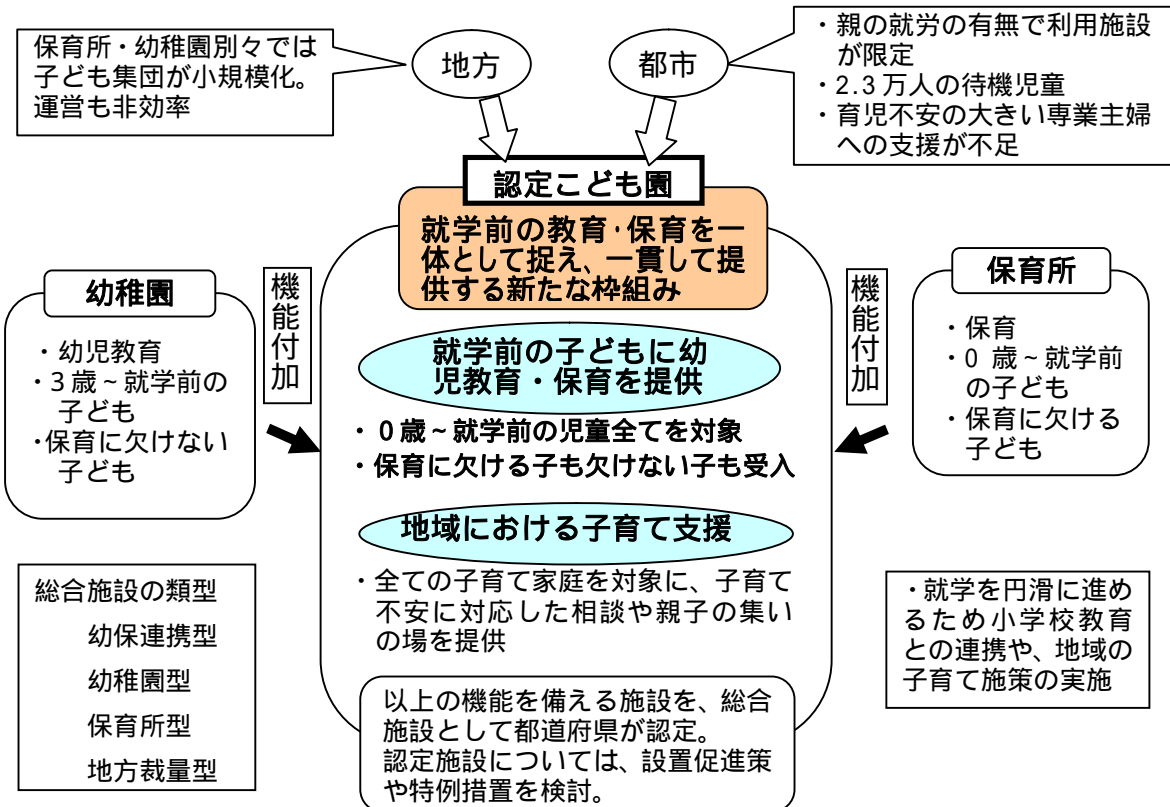 保育所・幼稚園別々では
子ども集団が小規模化。
運営も非効率
地方
都市
・親の就労の有無で利用施設
が限定
・2.3万人の待機児童
・育児不安の大きい専業主婦
への支援が不足
認定こども園
就学前の教育・保育を一
体として捉え、一貫して提
供する新たな枠組み
幼稚園
・幼児教育
・3歳~就学前の
子ども
・保育に欠けない
子ども
機能付加
就学前の子どもに幼
児教育・保育を提供
・0歳~就学前の児童全てを対象
・保育に欠ける子も欠けない子も受入
地域における子育て支援
・全ての子育て家庭を対象に、子育て
不安に対応した相談や親子の集い
の場を提供
以上の機能を備える施設を、総合
施設として都道府県が認定。
認定施設については、設置促進策
や特例措置を検討。
機能付加
保育所
・保育
・0 歳~就学前
の子ども
・保育に欠ける
子ども
総合施設の類型
幼保連携型
幼稚園型
保育所型
地方裁量型
・就学を円滑に進め
るため小学校教育
との連携や、地域の
子育て施策の実施